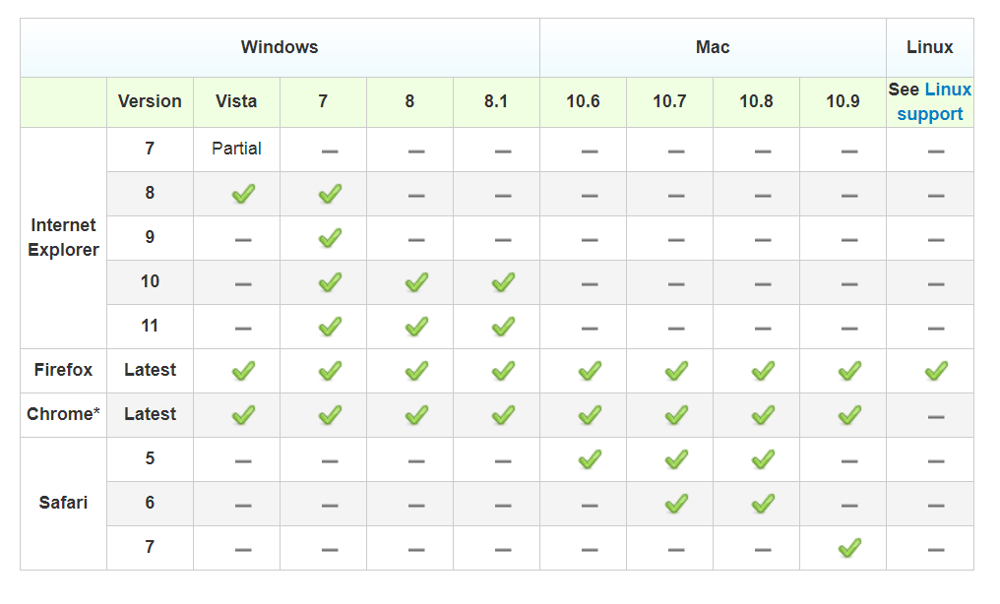 Windows Mac Linux
Version Vista 7 8 8.1 10.6 10.7 10.8 10.9 See Linux support
Internet Explorer
7 Partial — — — — — — — —
8 ✔ ✔ — — — — — — —
9 — ✔ — — — — — — —
10 — ✔ ✔ ✔ — — — — —
11 — ✔ ✔ ✔ — — — — —
Firefox Latest ✔ ✔ ✔ ✔ ✔ ✔ ✔ ✔ ✔
Chrome* Latest ✔ ✔ ✔ ✔ ✔ ✔ ✔ ✔ —
Safari
5 — — — — ✔ ✔ ✔ — —
6 — — — — — ✔ ✔ — —
7 — — — — — — — ✔ —